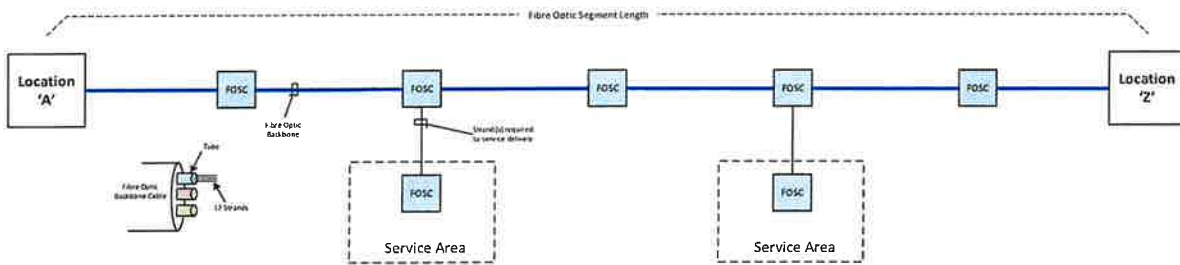 Fibre Optic Segment Length
Location
'A'
FOSC
FOSC
FOSC
FOSC
FOSC
Location
'Z'
Fibre Optic
Backbone
Strand(s) required
to service delivery
Tube
Fibre Optic
Backbone Cable
12 Strands
FOSC
Service Area
FOSC
Service Area